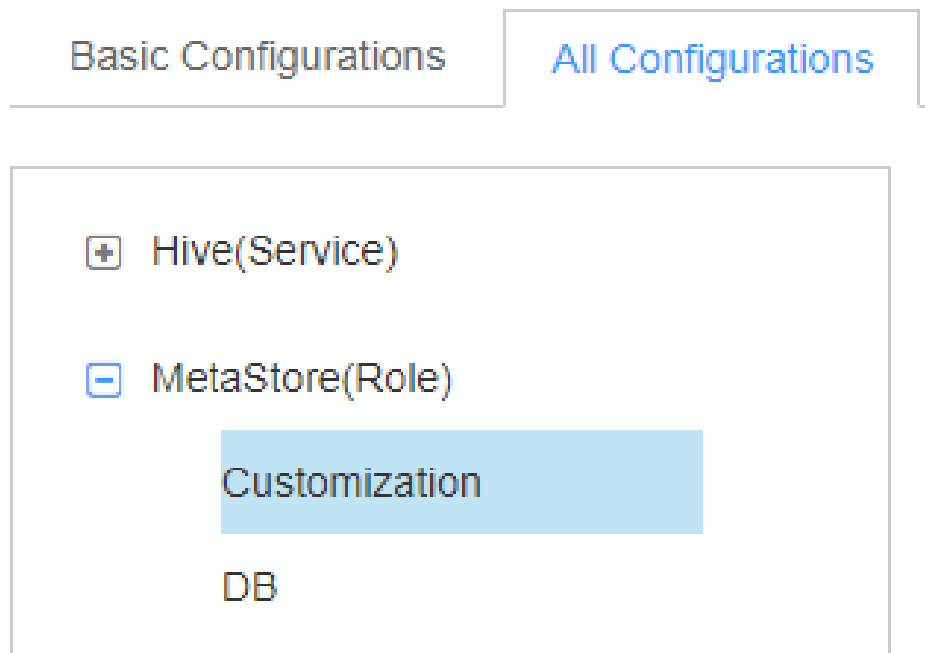 Basic Configurations All Configurations
Hive(Service)
MetaStore(Role)
Customization
DB